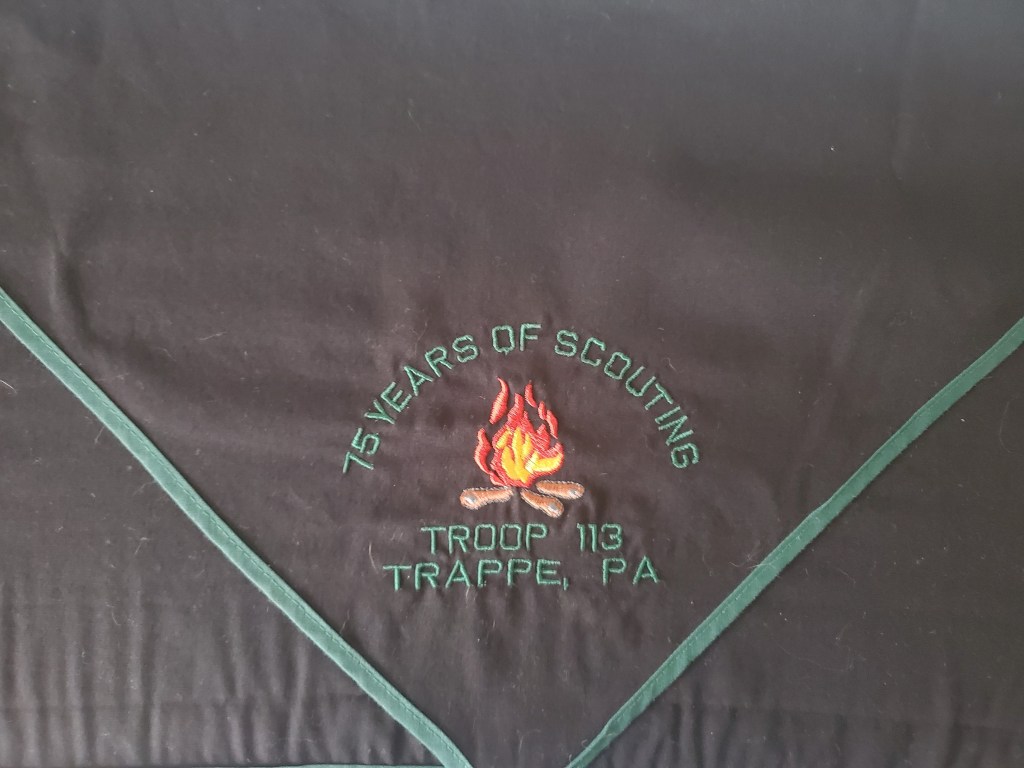 75 YEARS OF SCOUTING
TROOP 113
TRAPPE, PA